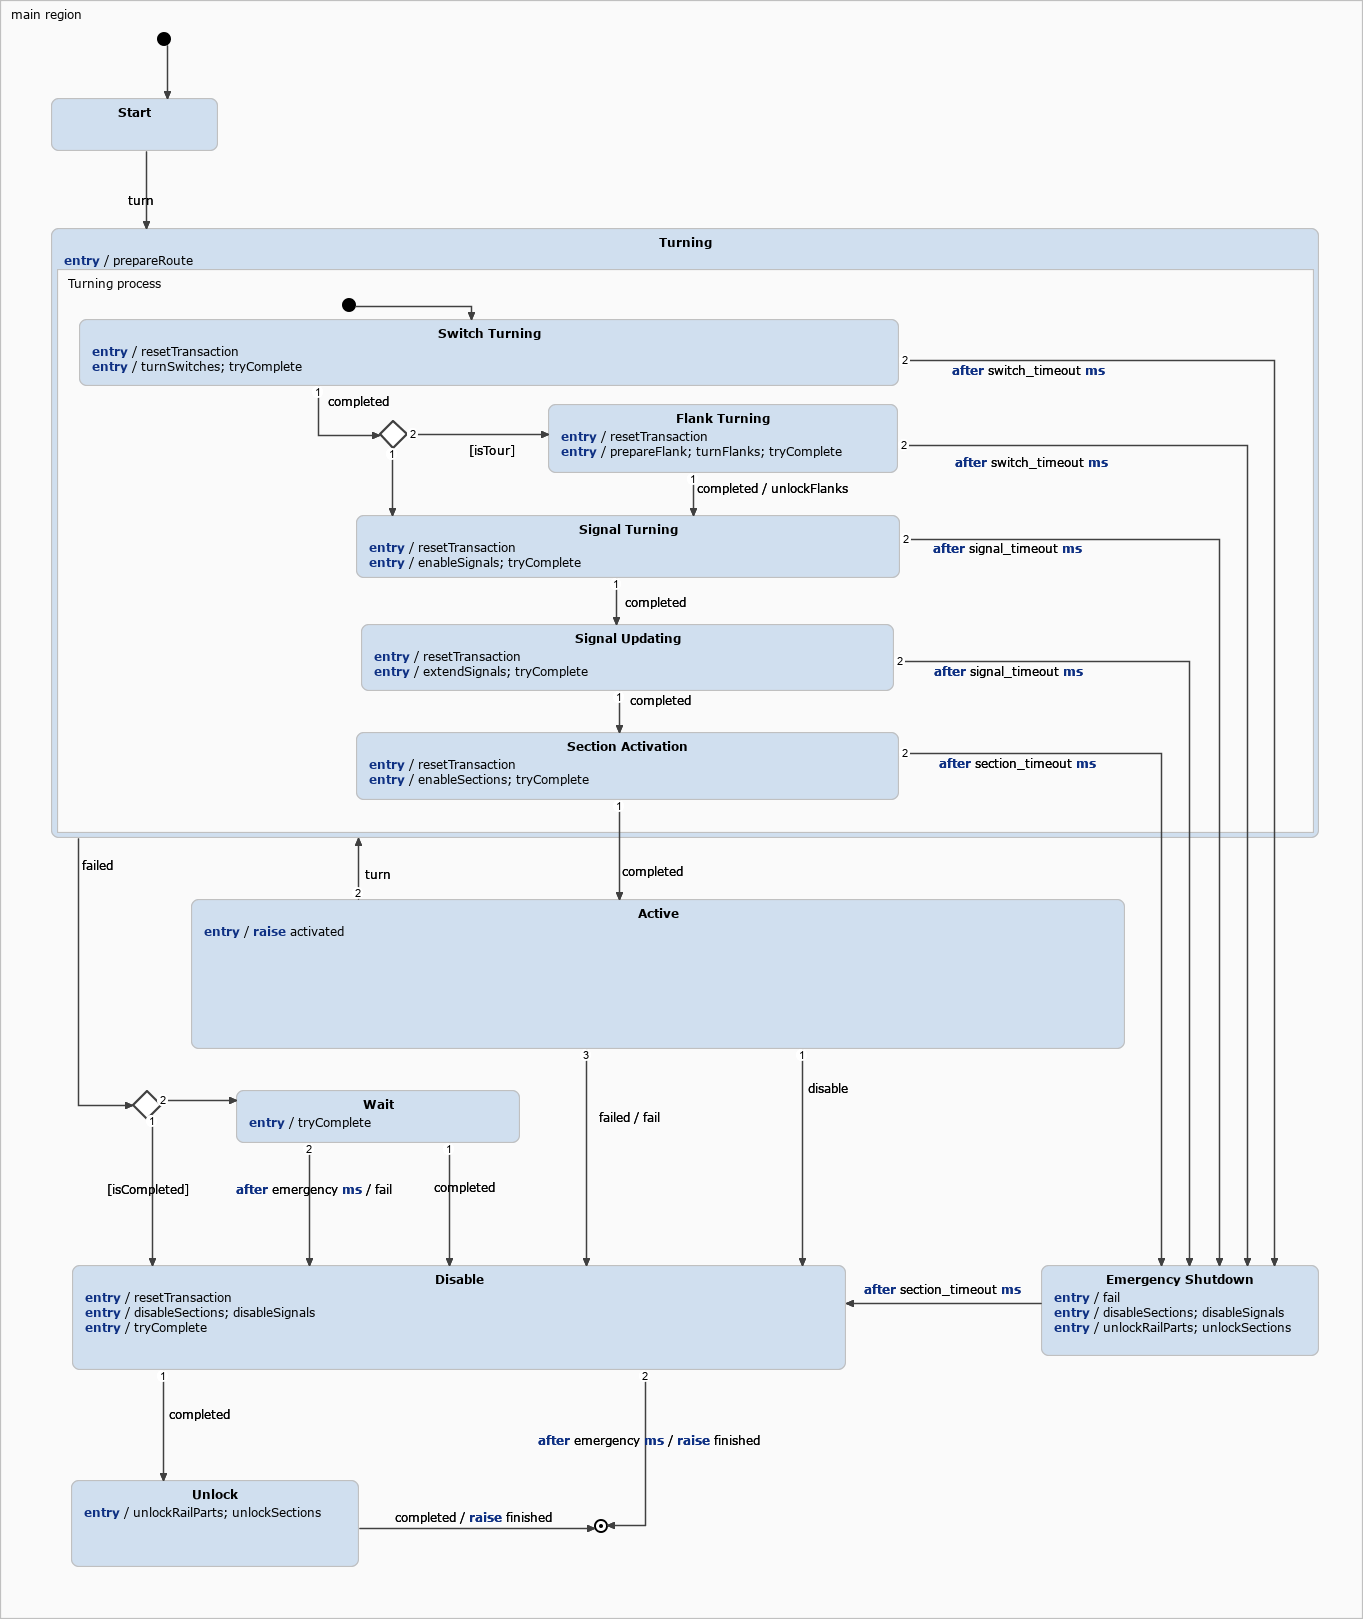 main region
Start
turn
Turning
entry / prepareRoute
Turning process
Switch Turning
entry / resetTransaction
entry / turnSwitches; tryComplete
2
after switch_timeout ms
1
completed
2
[isTour]
1
Flank Turning
entry / resetTransaction
entry / prepareFlank; turnFlanks; tryComplete
2
after switch_timeout ms
1
completed / unlockFlanks
Signal Turning
entry / resetTransaction
entry / enableSignals; tryComplete
2
after signal_timeout ms
1
completed
Signal Updating
entry / resetTransaction
entry / extendSignals; tryComplete
2
after signal_timeout ms
1
completed
Section Activation
entry / resetTransaction
entry / enableSections; tryComplete
2
after section_timeout ms
1
completed
failed
turn
2
Active
entry / raise activated
3
failed / fail
1
disable
2
1
[isCompleted]
Wait
entry / tryComplete
2
after emergency ms / fail
1
completed
Disable
entry / resetTransaction
entry / disableSections; disableSignals
entry / tryComplete
after section_timeout ms
Emergency Shutdown
entry / fail
entry / disableSections; disableSignals
entry / unlockRailParts; unlockSections
1
completed
2
after emergency ms / raise finished
Unlock
entry / unlockRailParts; unlockSections
completed / raise finished